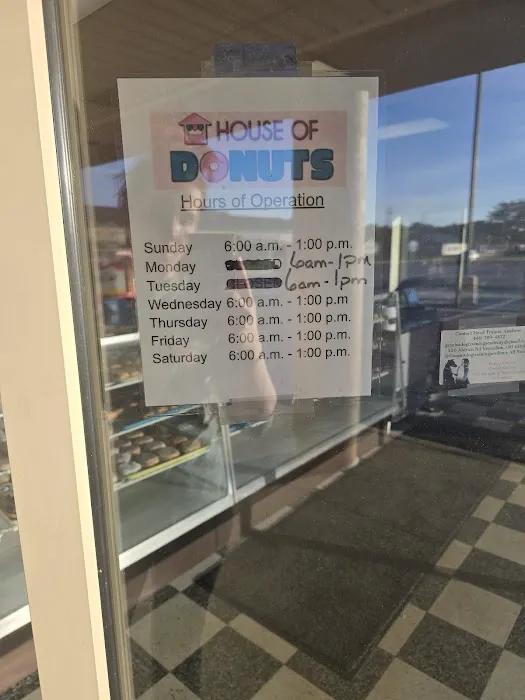 HOUSE OF
DONUTS
Hours of Operation
Sunday 6:00 a.m. - 1:00 p.m.
Monday 6am-1pm
Tuesday CLOSED 6am-1pm
Wednesday 6:00 a.m. - 1:00 p.m
Thursday 6:00 a.m. - 1:00 p.m.
Friday 6:00 a.m. - 1:00 p.m.
Saturday 6:00 a.m. - 1:00 p.m.